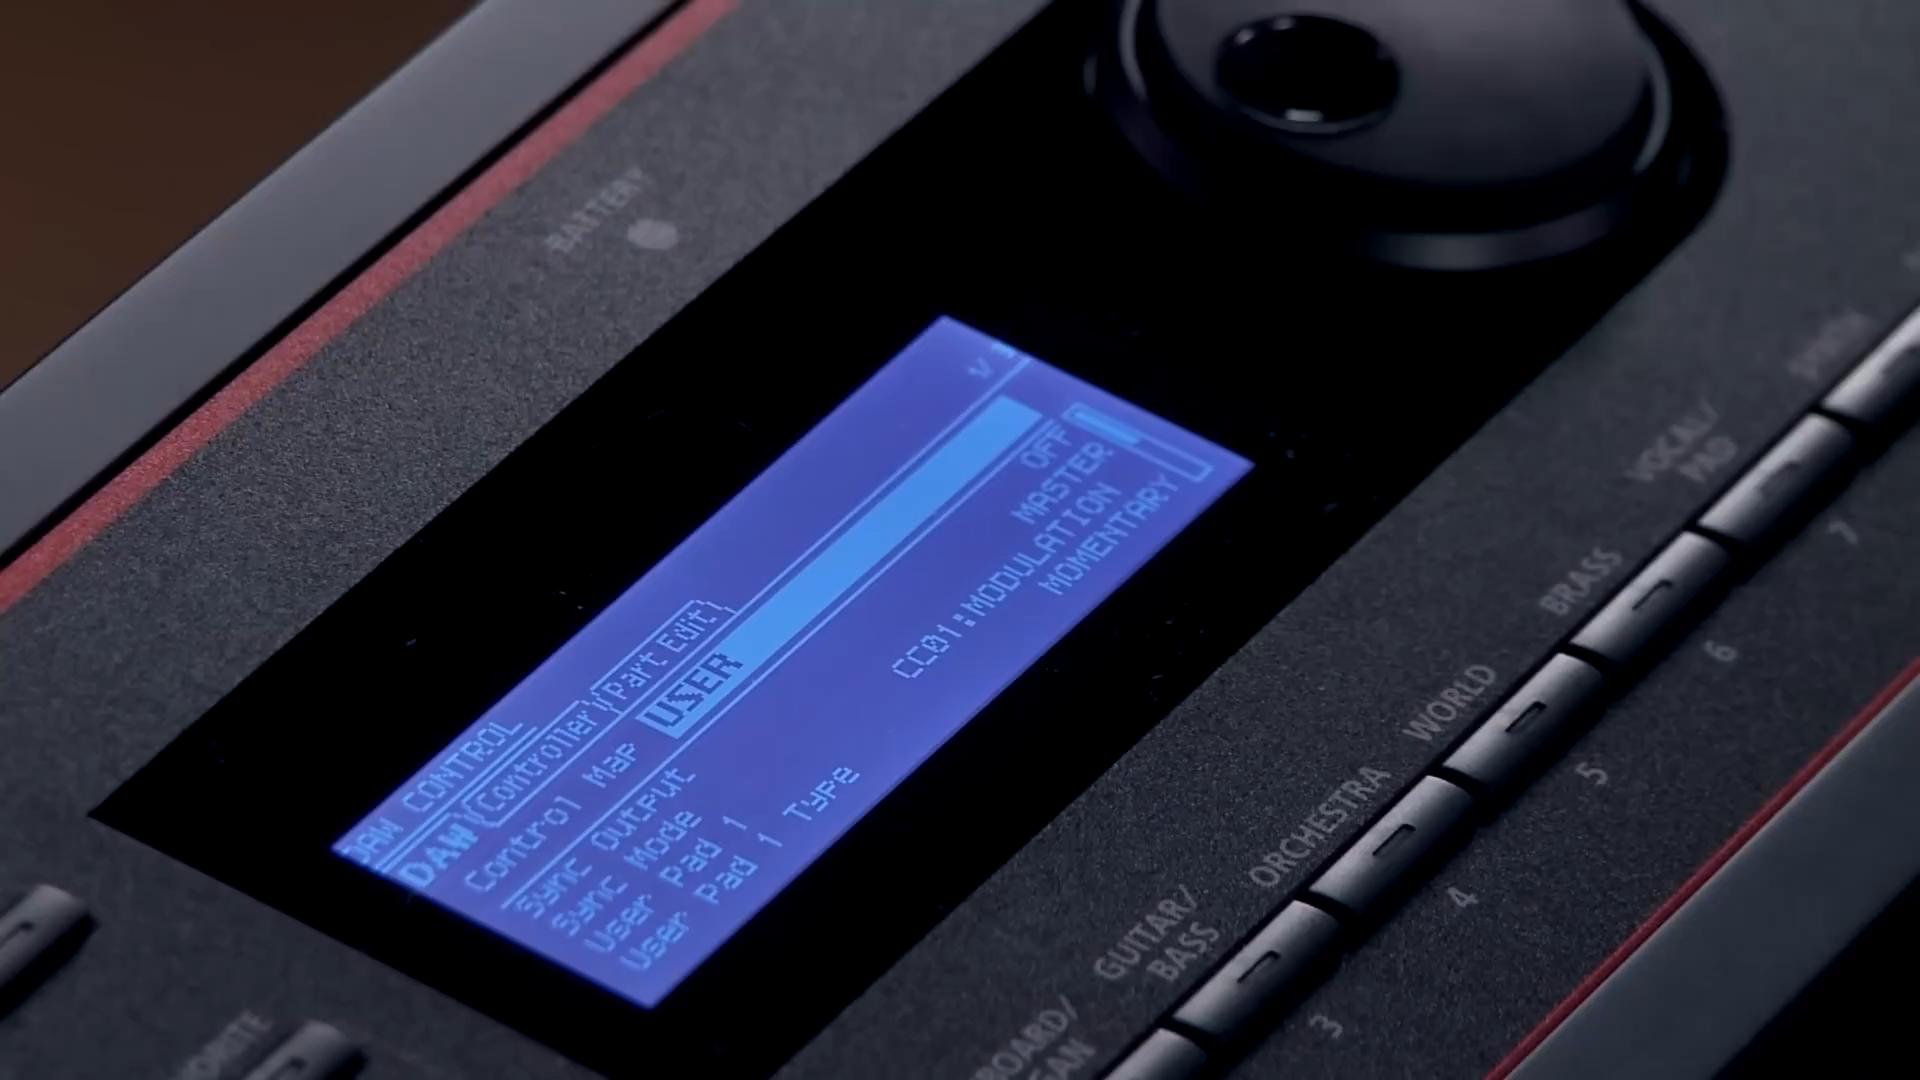 BATTERY
DAW CONTROL 1/ 3
DAW Controller Part Edit
Control Map USER
Sync Output OFF
Sync Mode MASTER
User Pad 1 CC01:MODULATION
User Pad 1 Type MOMENTARY
VOCAL/
PAD
7
BRASS
6
WORLD
5
ORCHESTRA
4
GUITAR/
BASS
3